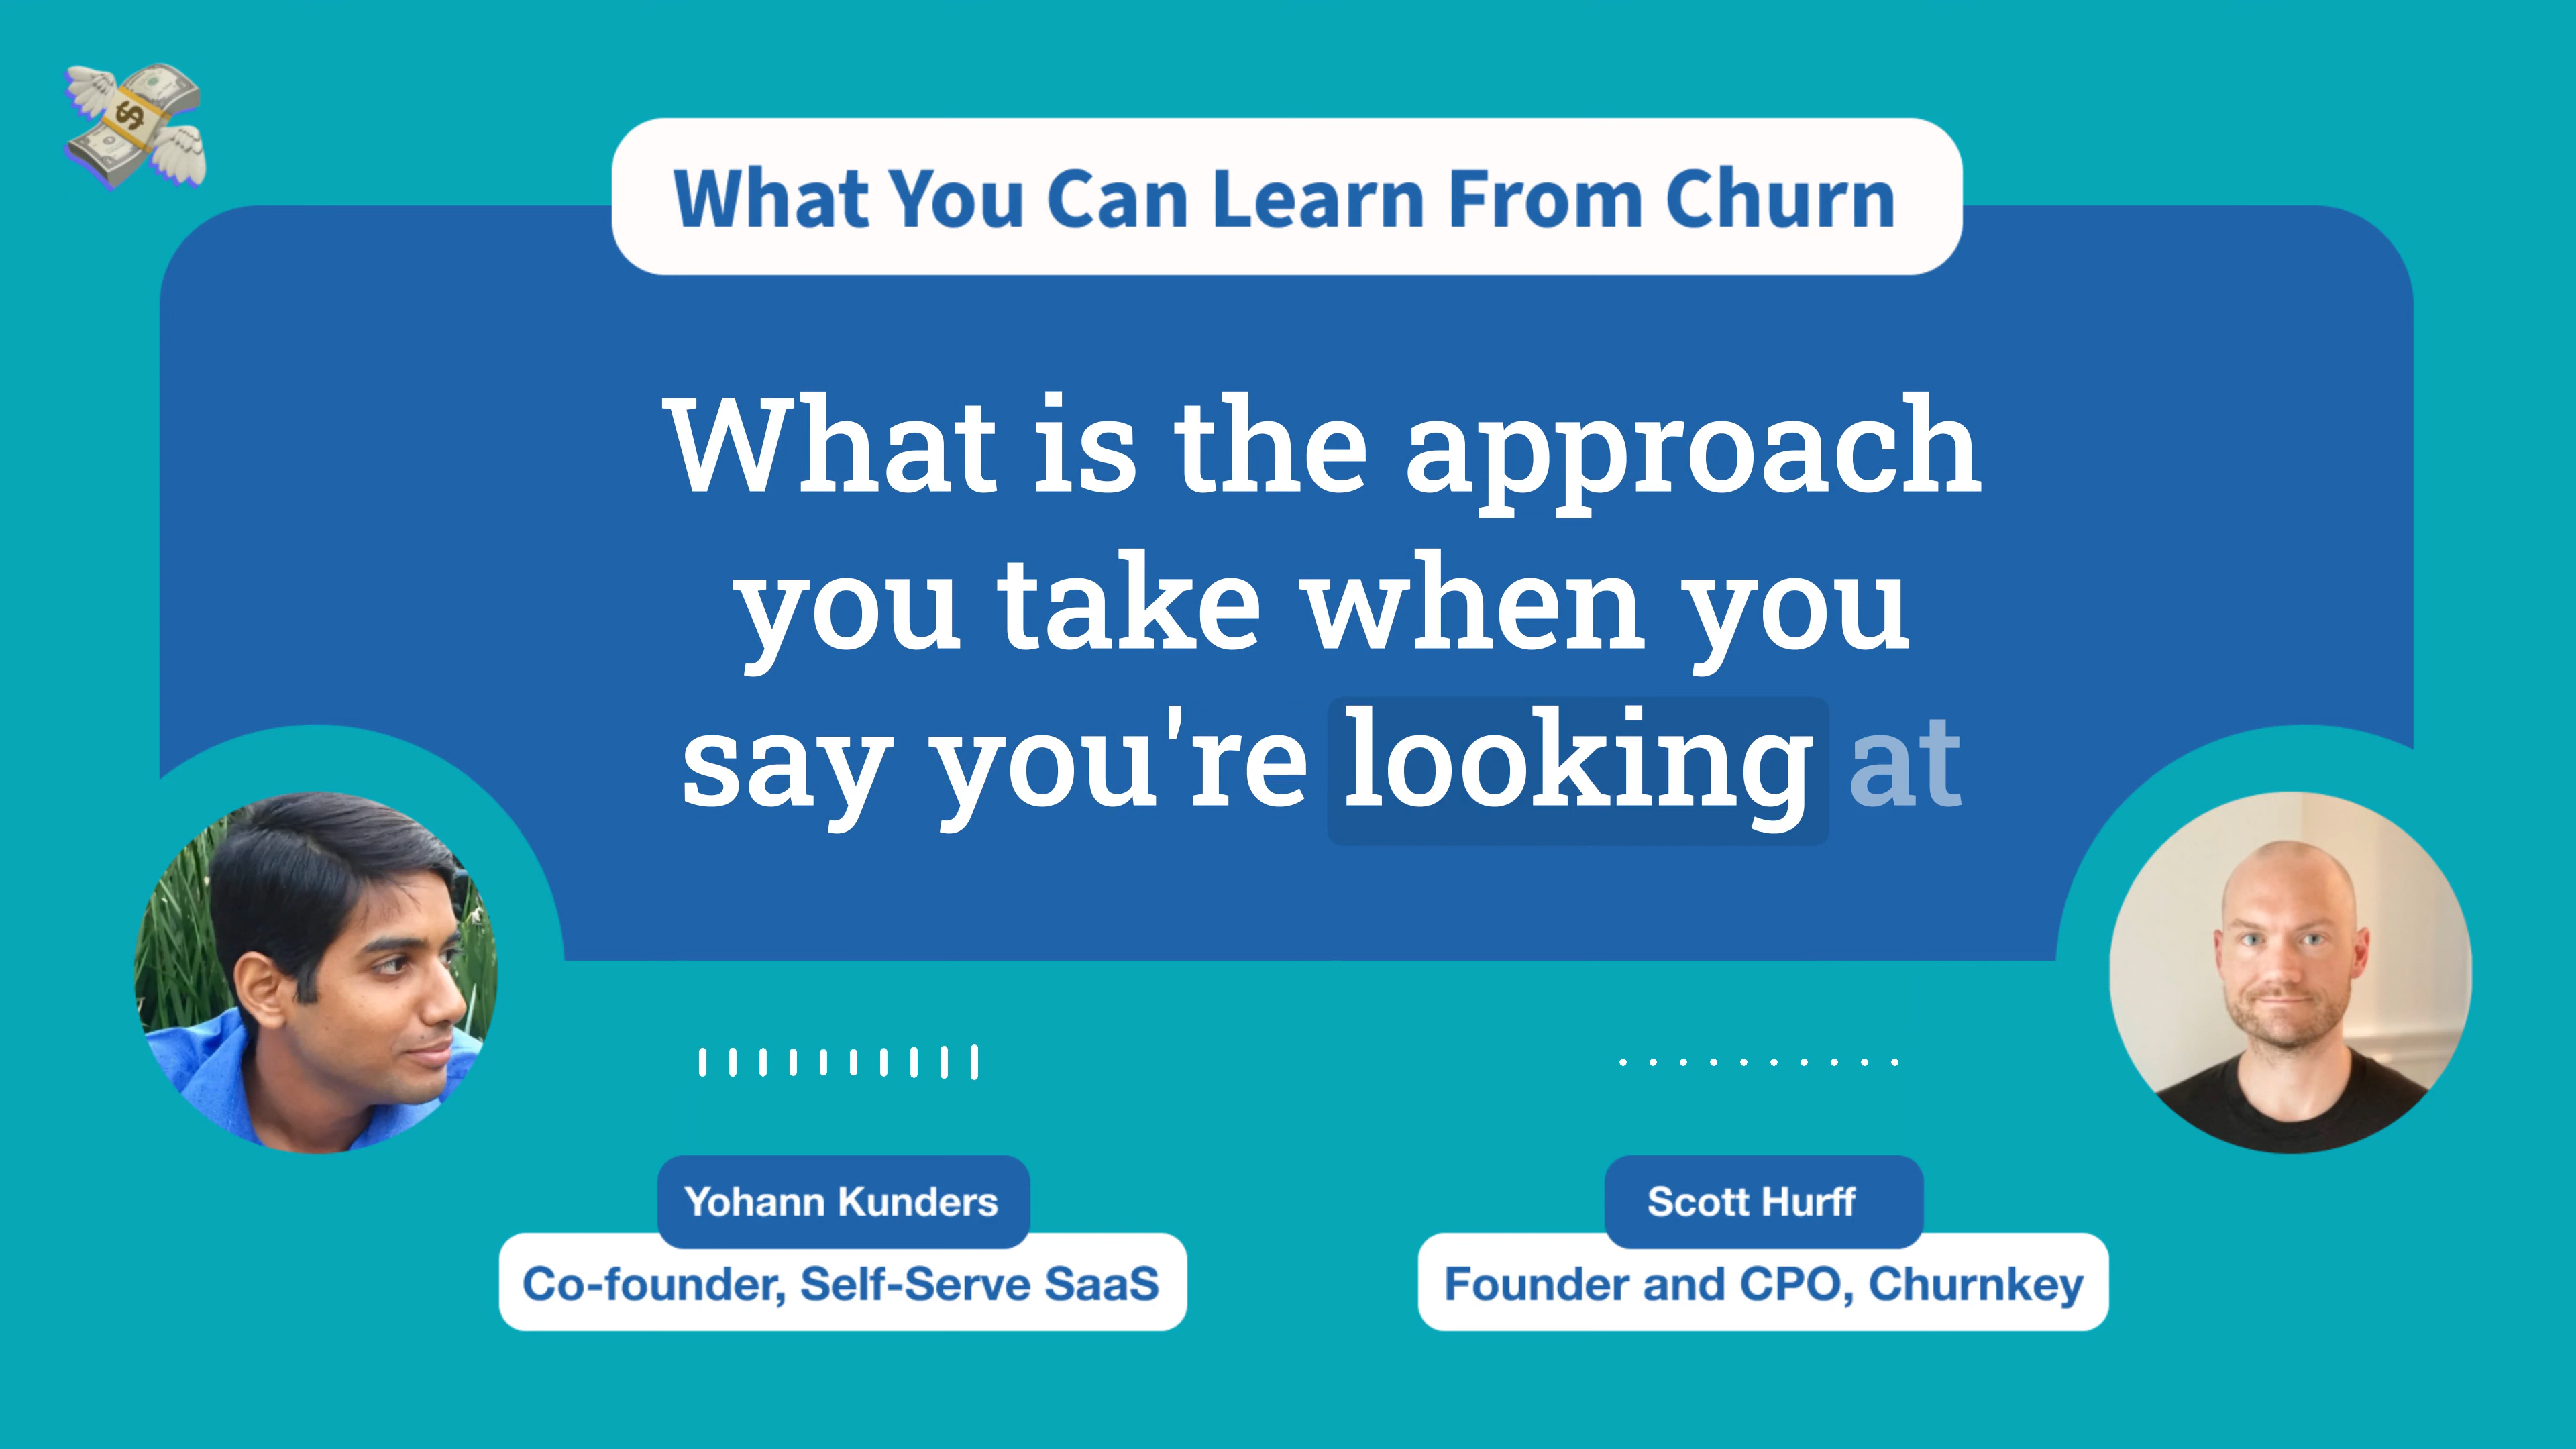 What You Can Learn From Churn
What is the approach
you take when you
say you're looking at
Yohann Kunders
Co-founder, Self-Serve SaaS
Scott Hurff
Founder and CPO, Churnkey